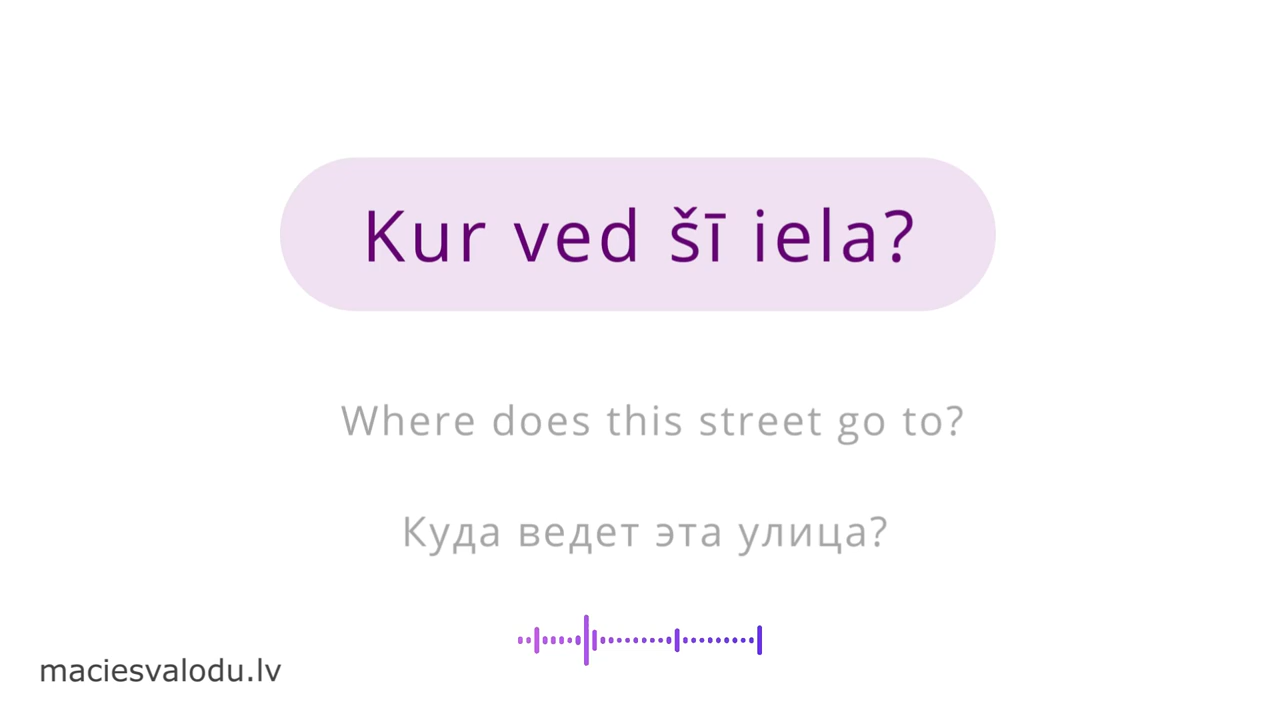 Kur ved šī iela?
Where does this street go to?
Куда ведет эта улица?
maciesvalodu.lv